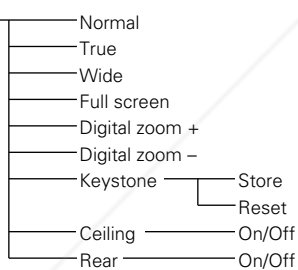 Normal
True
Wide
Full screen
Digital zoom +
Digital zoom –
Keystone Store
Reset
Ceiling On/Off
Rear On/Off